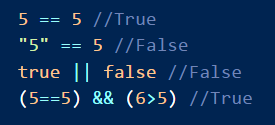 5 == 5 //True
"5" == 5 //False
true || false //False
(5==5) && (6>5) //True